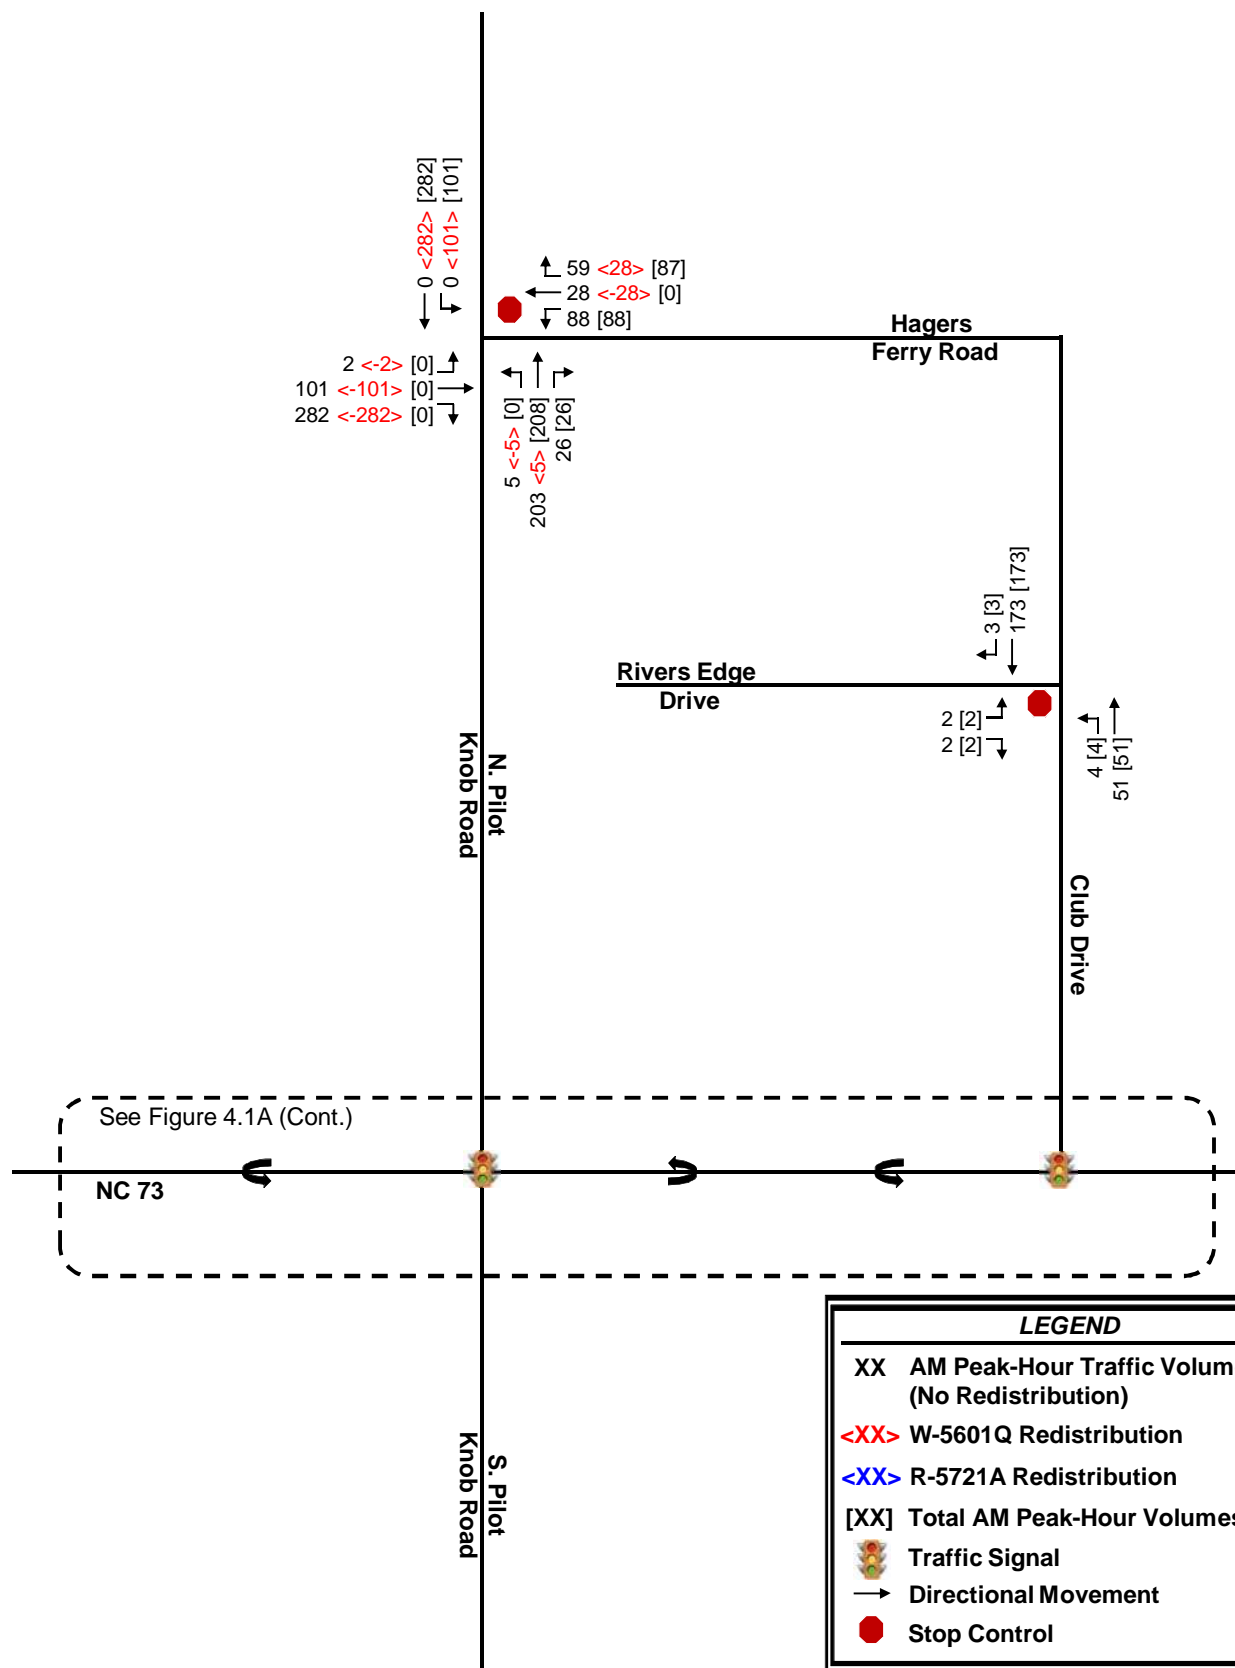 0 <282> [282]
0 <101> [101]
59 <28> [87]
28 <-28> [0]
88 [88]
Hagers
Ferry Road
2 <-2> [0]
101 <-101> [0]
282 <-282> [0]
5 <-5> [0]
203 <5> [208]
26 [26]
3 [3]
173 [173]
Rivers Edge
Drive
2 [2]
2 [2]
4 [4]
51 [51]
N. Pilot
Knob Road
Club Drive
See Figure 4.1A (Cont.)
NC 73
S. Pilot
Knob Road
LEGEND
XX AM Peak-Hour Traffic Volum
(No Redistribution)
<XX> W-5601Q Redistribution
<XX> R-5721A Redistribution
[XX] Total AM Peak-Hour Volumes
Traffic Signal
Directional Movement
Stop Control